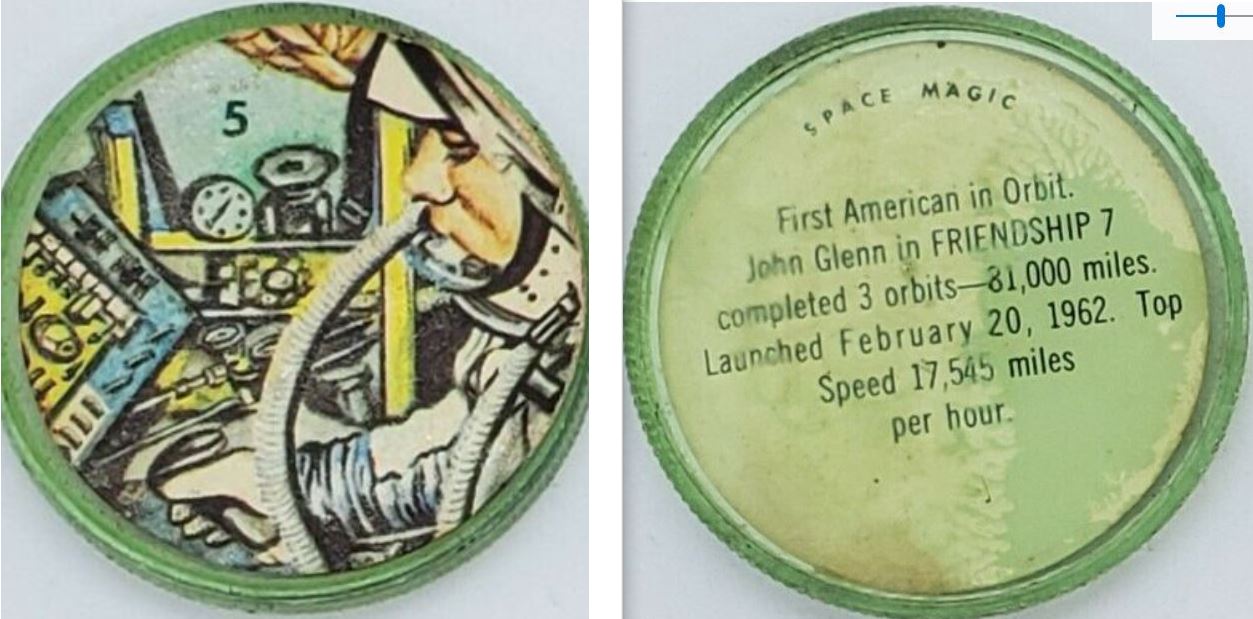 5
SPACE MAGIC
First American in Orbit.
John Glenn in FRIENDSHIP 7
completed 3 orbits—81,000 miles.
Launched February 20, 1962. Top
Speed 17,545 miles
per hour.